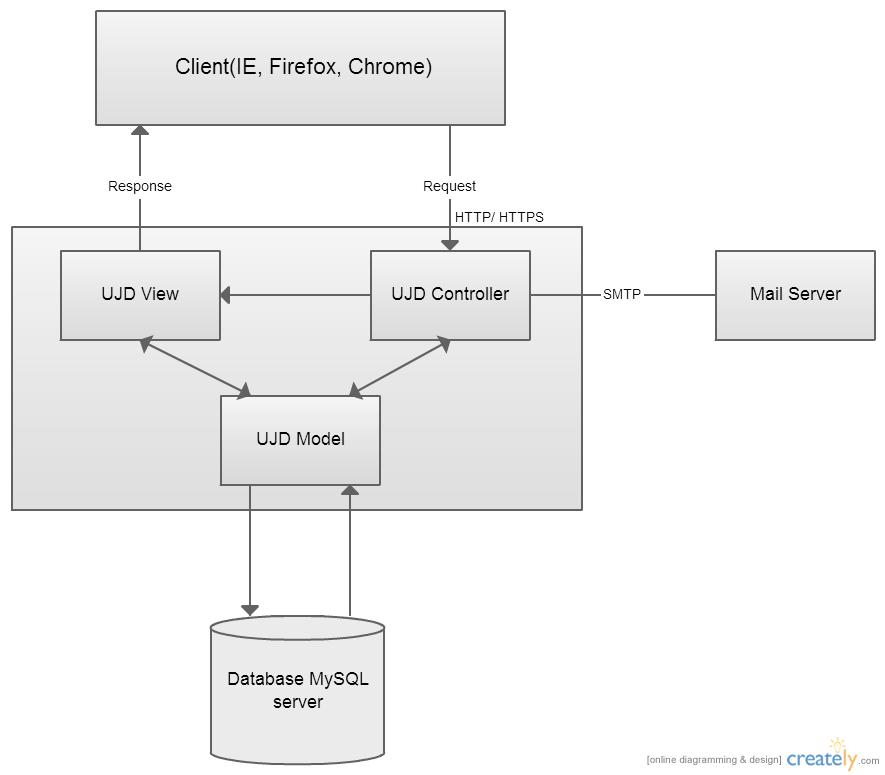 Client(IE, Firefox, Chrome)
Response
Request
HTTP/ HTTPS
UJD View
UJD Controller
SMTP
Mail Server
UJD Model
Database MySQL
server
[online diagramming & design] creately.com